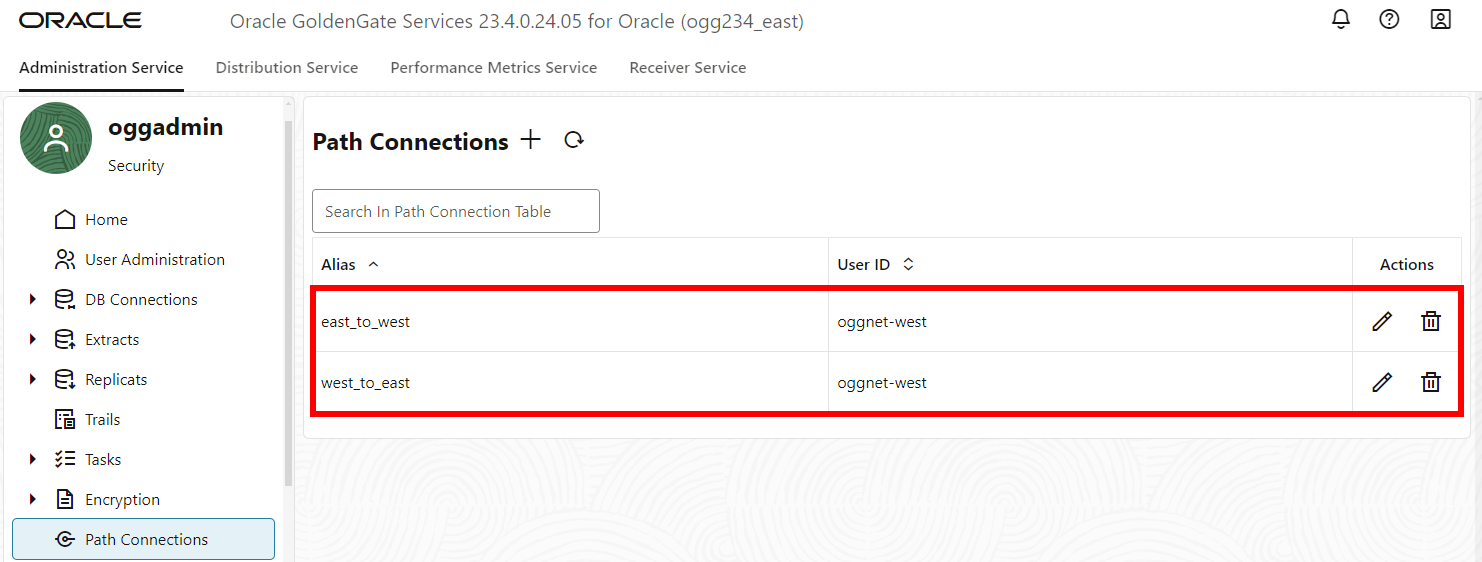 ORACLE Oracle GoldenGate Services 23.4.0.24.05 for Oracle (ogg234_east)
Administration Service Distribution Service Performance Metrics Service Receiver Service
oggadmin
Security
Home
User Administration
DB Connections
Extracts
Replicats
Trails
Tasks
Encryption
Path Connections
Path Connections
Search In Path Connection Table
Alias User ID Actions
east_to_west oggnet-west
west_to_east oggnet-west